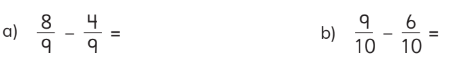 a) 8/9 − 4/9 = b) 9/10 − 6/10 =